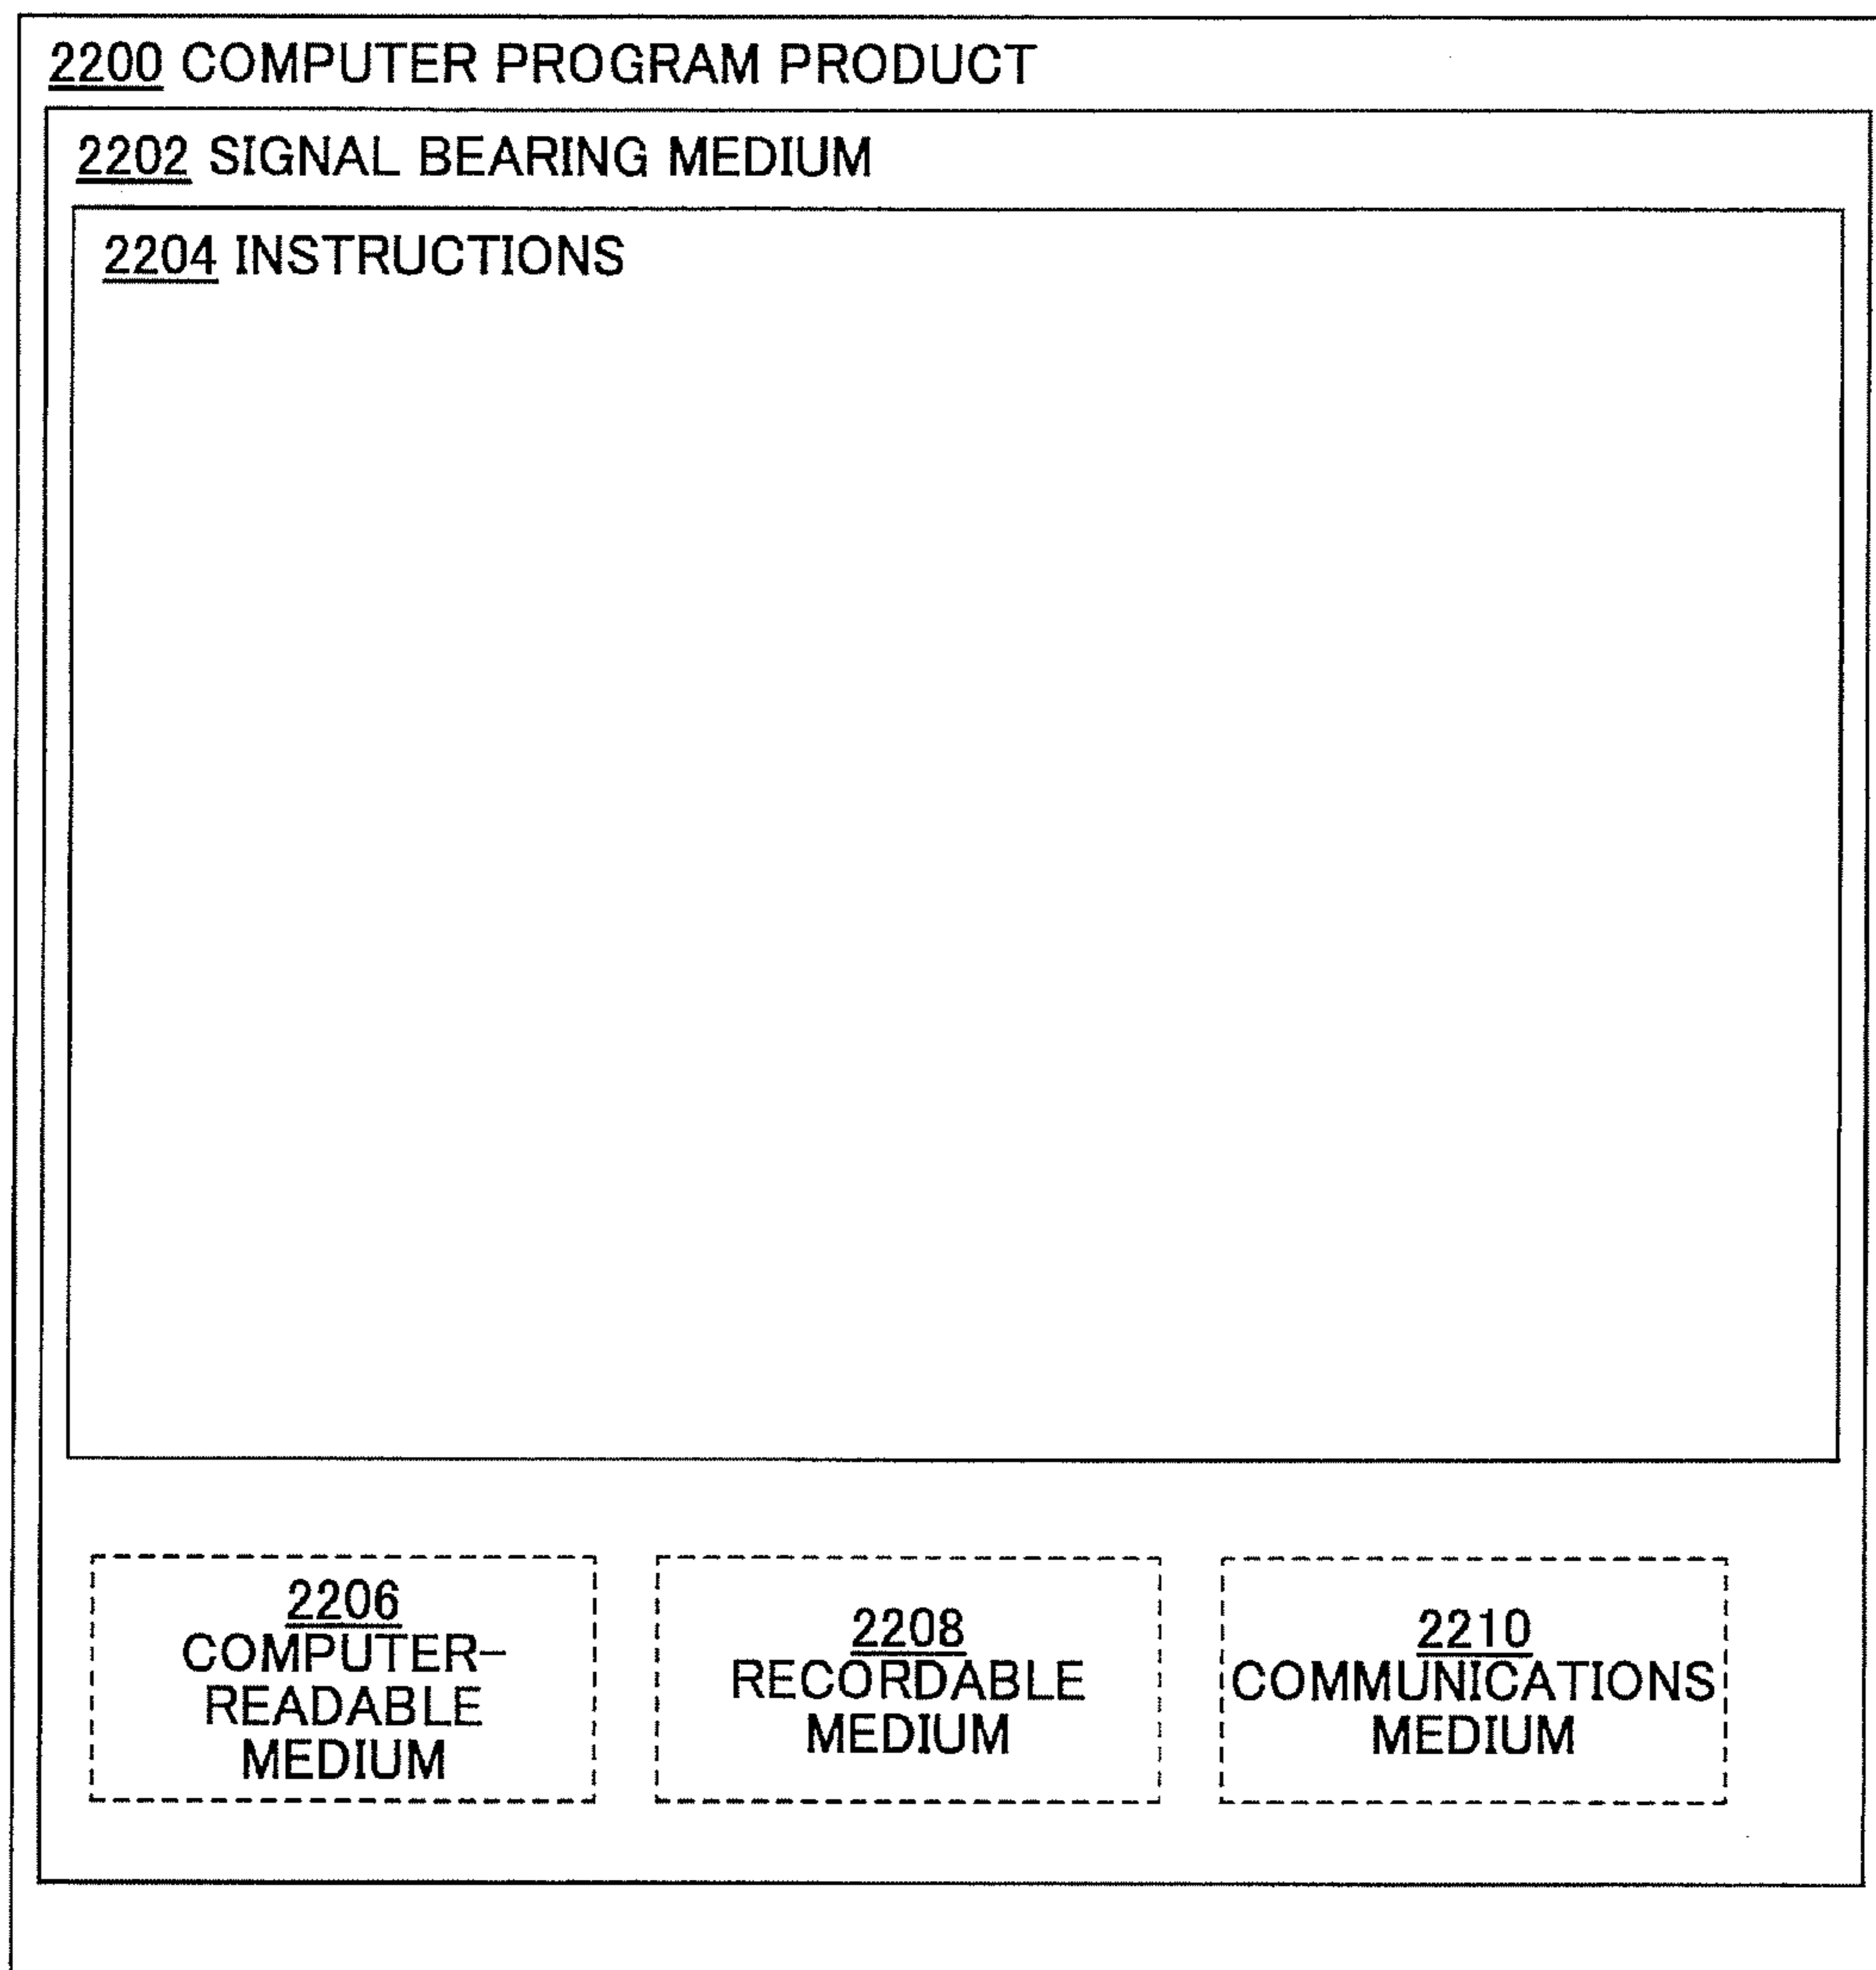 2200 COMPUTER PROGRAM PRODUCT
2202 SIGNAL BEARING MEDIUM
2204 INSTRUCTIONS
2206
COMPUTER-
READABLE
MEDIUM
2208
RECORDABLE
MEDIUM
2210
COMMUNICATIONS
MEDIUM